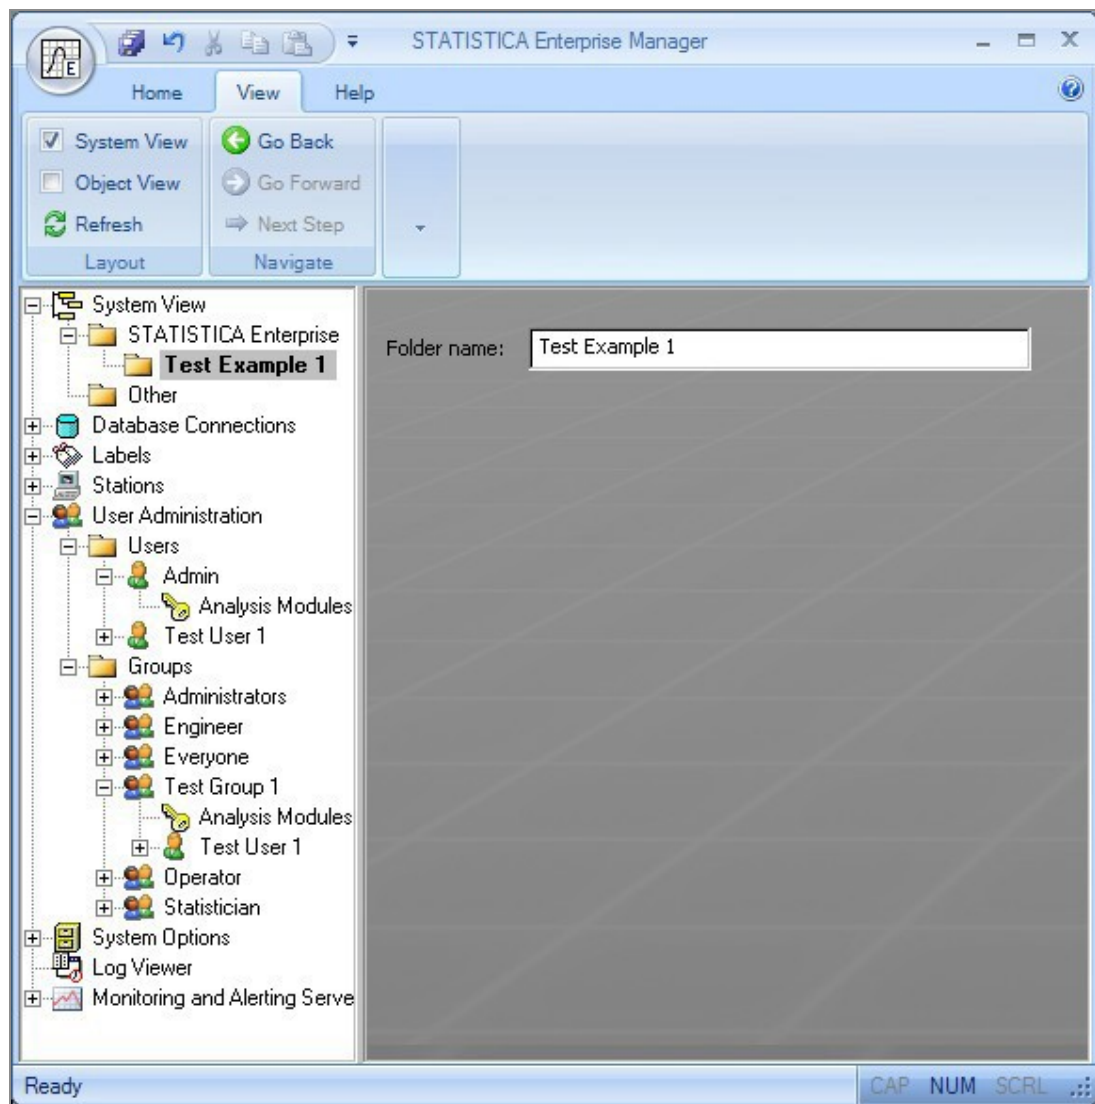 STATISTICA Enterprise Manager
Home View Help
System View Go Back
Object View Go Forward
Refresh Next Step
Layout Navigate
System View
STATISTICA Enterprise
Test Example 1
Other
Database Connections
Labels
Stations
User Administration
Users
Admin
Analysis Modules
Test User 1
Groups
Administrators
Engineer
Everyone
Test Group 1
Analysis Modules
Test User 1
Operator
Statistician
System Options
Log Viewer
Monitoring and Alerting Serve
Folder name: Test Example 1
Ready CAP NUM SCRL